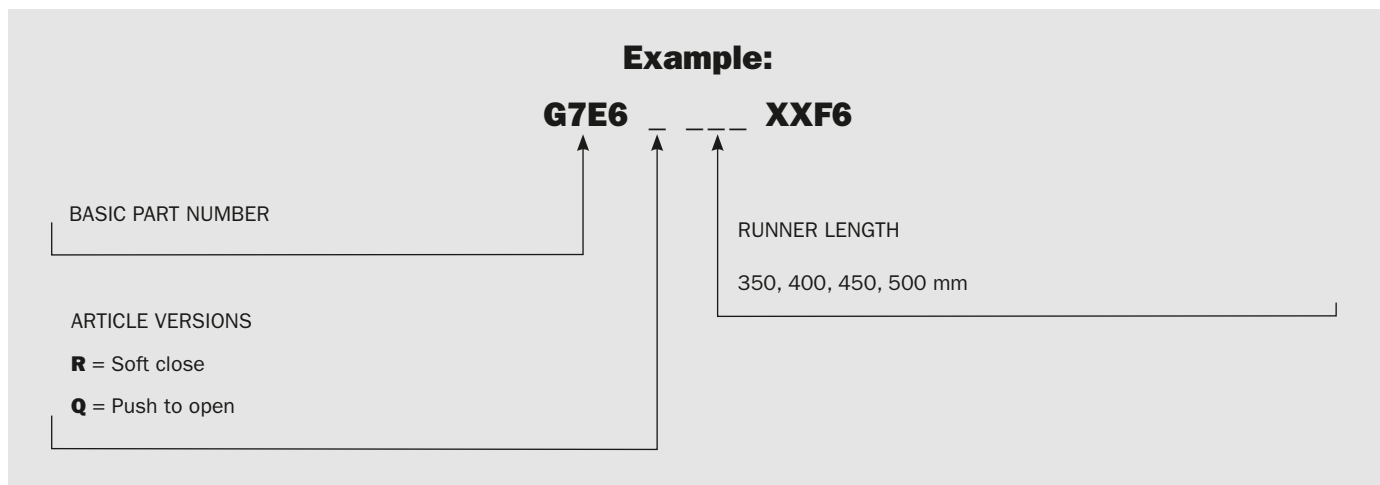 Example:
G7E6 _ _ _ _ XXF6
BASIC PART NUMBER
RUNNER LENGTH
350, 400, 450, 500 mm
ARTICLE VERSIONS
R = Soft close
Q = Push to open